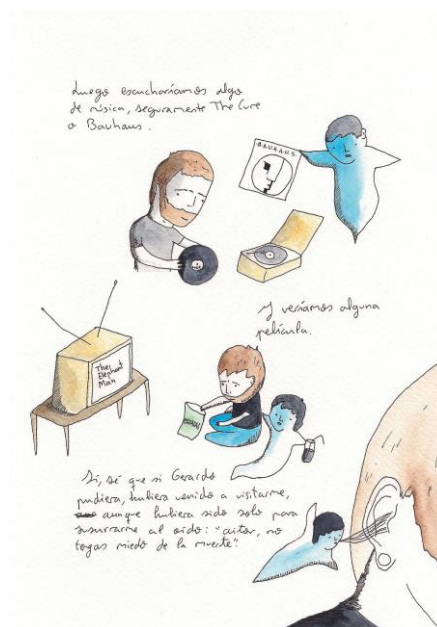 Luego escucharíamos algo
de música, seguramente The Cure
o Bauhaus.
BAUHAUS
Y veríamos alguna
película.
The
Elephant
Man
Sí, sé que si Gerardo
pudiera, hubiera venido a visitarme,
aunque hubiera sido solo para
susurrarme al oído: "aitor, no
tengas miedo de la muerte".